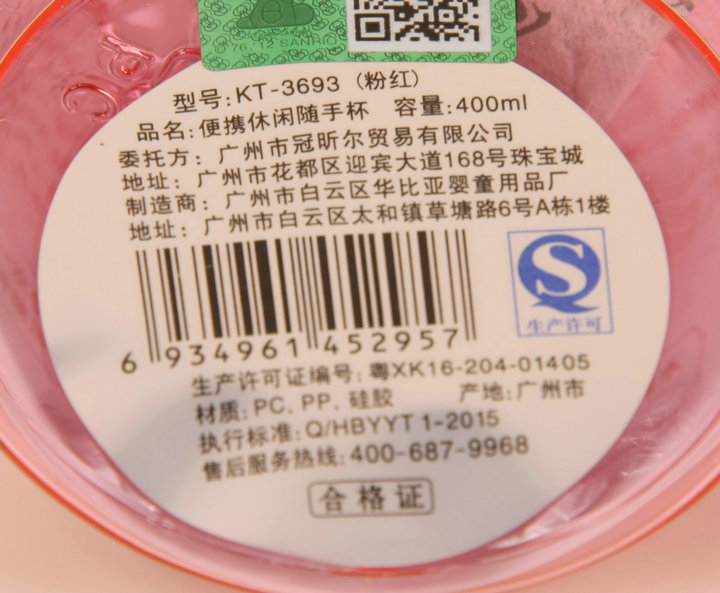 76, '12 SANRIO
PC
型号:KT-3693 (粉红)
品名:便携休闲随手杯 容量:400ml
委托方: 广州市冠昕尔贸易有限公司
地址: 广州市花都区迎宾大道168号珠宝城
制造商: 广州市白云区华比亚婴童用品厂
地址: 广州市白云区太和镇草塘路6号A栋1楼
生产许可
6 934961 452957
生产许可证编号:粤XK16-204-01405
材质:PC、PP、硅胶 产地:广州市
执行标准:Q/HBYYT 1-2015
售后服务热线:400-687-9968
合格证